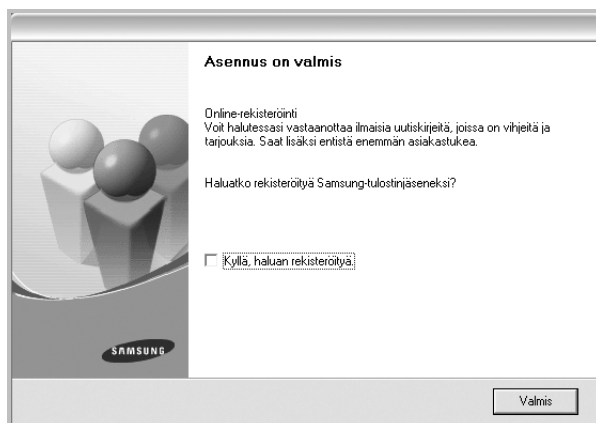 Asennus on valmis
Online-rekisteröinti
Voit halutessasi vastaanottaa ilmaisia uutiskirjeitä, joissa on vihjeitä ja
tarjouksia. Saat lisäksi entistä enemmän asiakastukea.
Haluatko rekisteröityä Samsung-tulostinjäseneksi?
Kyllä, haluan rekisteröityä.
SAMSUNG
Valmis